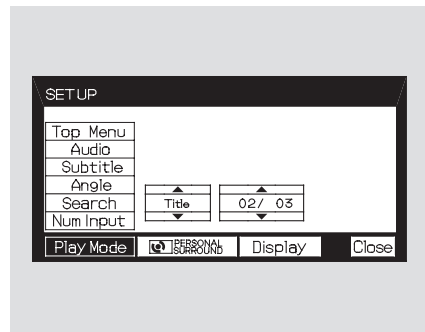 SETUP
Top Menu
Audio
Subtitle
Angle
Search
Num Input
Title
02/ 03
Play Mode
PERSONAL SURROUND
Display
Close